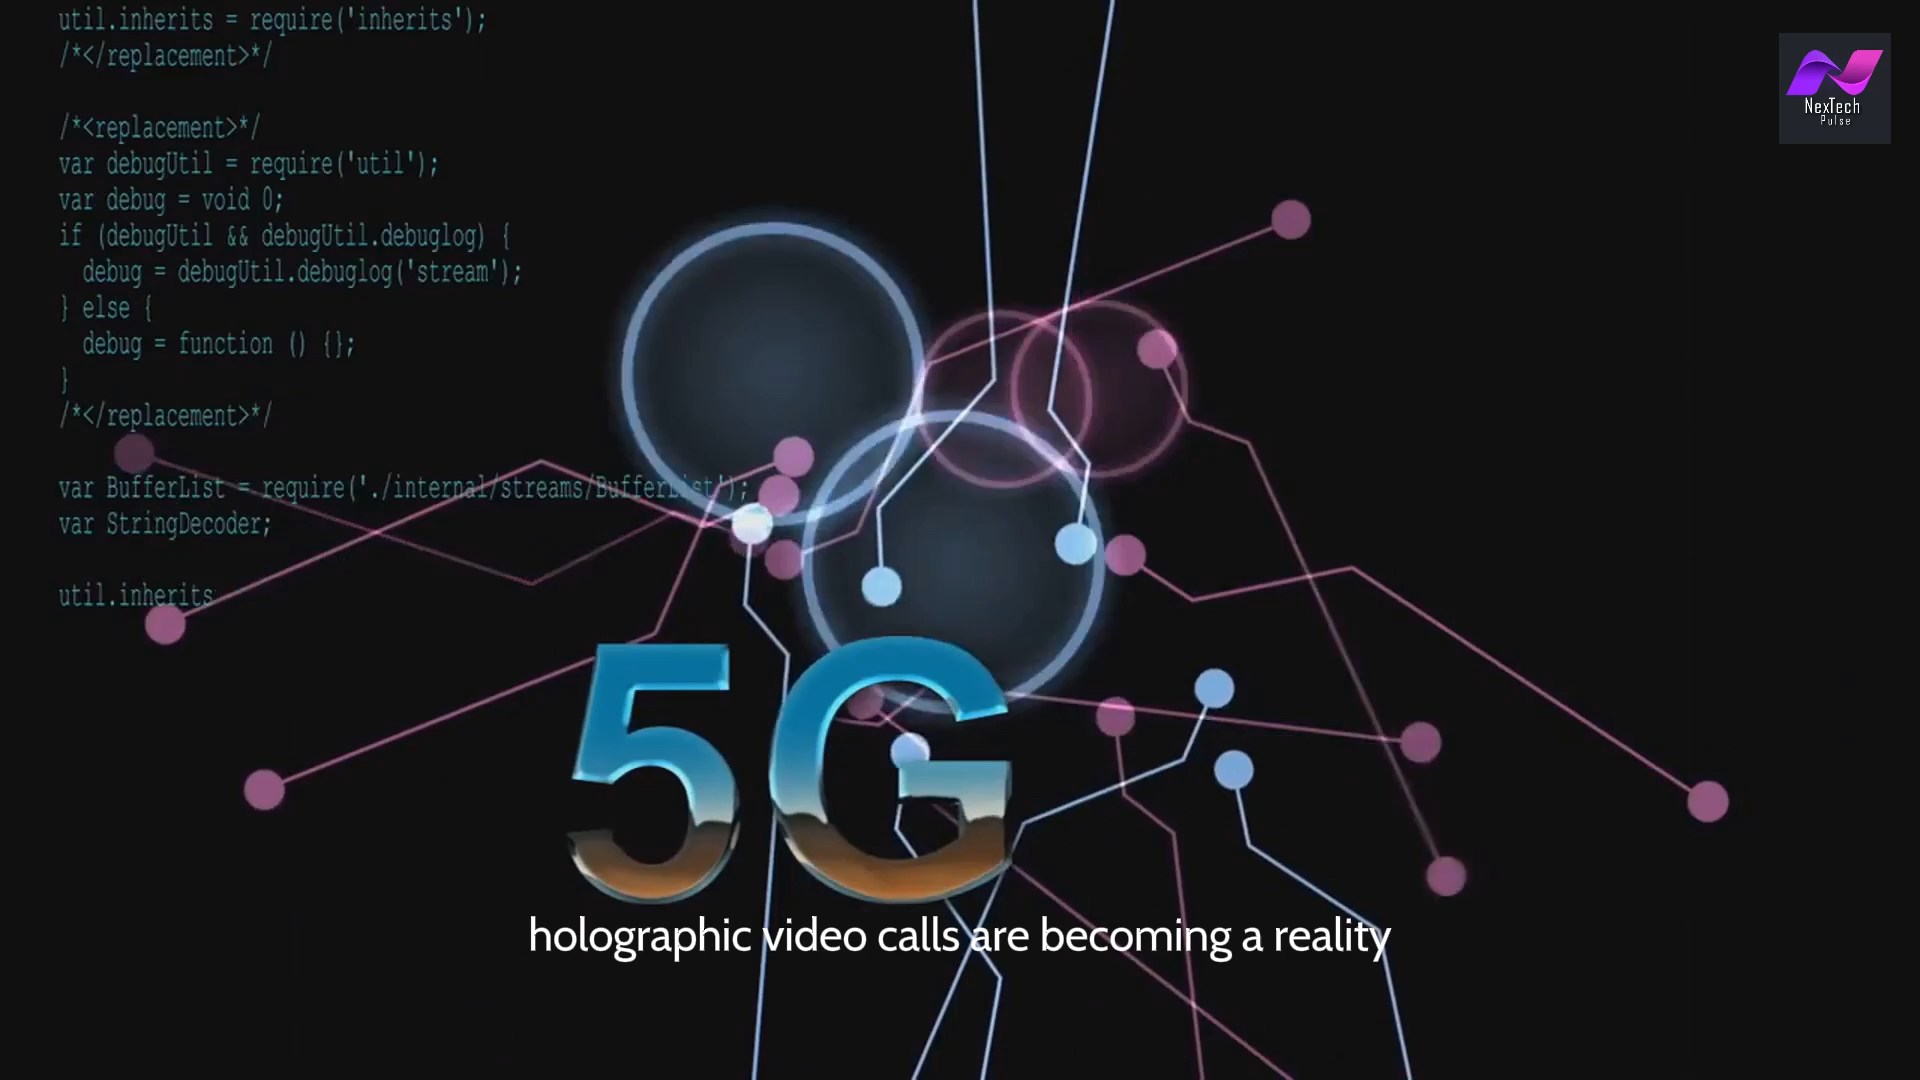 util.inherits = require('inherits');
/*</replacement>*/
/*<replacement>*/
var debugUtil = require('util');
var debug = void 0;
if (debugUtil && debugUtil.debuglog) {
  debug = debugUtil.debuglog('stream');
} else {
  debug = function () {};
}
/*</replacement>*/
var BufferList = require('./internal/streams/BufferList');
var StringDecoder;
util.inherits
NexTech
Pulse
5G
holographic video calls are becoming a reality